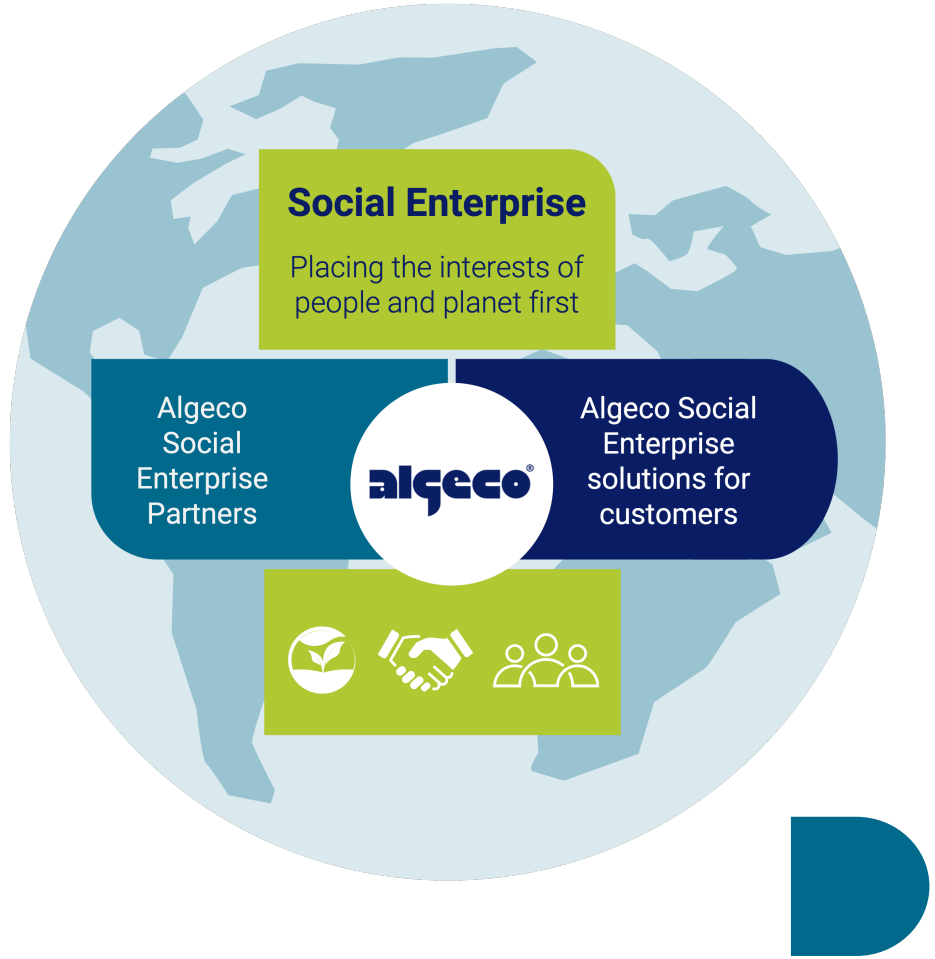 Social Enterprise
Placing the interests of
people and planet first
Algeco
Social
Enterprise
Partners
algeco®
Algeco Social
Enterprise
solutions for
customers